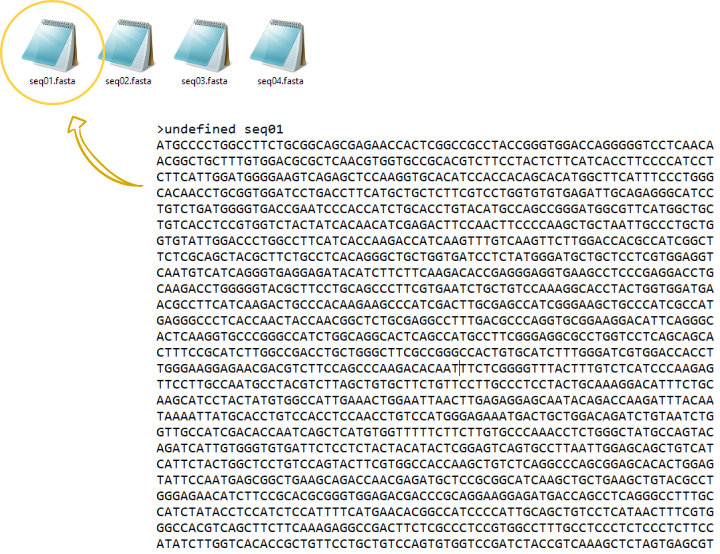 seq01.fasta seq02.fasta seq03.fasta seq04.fasta
>undefined seq01
ATGCCCCTGGCCTTCTGCGGCAGCGAGAACCACTCGGCCGCCTACCGGGTGGACCAGGGGGTCCTCAACA
ACGGCTGCTTTGTGGACGCGCTCAACGTGGTGCCGCACGTCTTCCTACTCTTCATCACCTTCCCCATCCT
CTTCATTGGATGGGGAAGTCAGAGCTCCAAGGTGCACATCCACCACAGCACATGGCTTCATTTCCCTGGG
CACAACCTGCGGTGGATCCTGACCTTCATGCTGCTCTTCGTCCTGGTGTGTGAGATTGCAGAGGGCATCC
TGTCTGATGGGGTGACCGAATCCCACCATCTGCACCTGTACATGCCAGCCGGGATGGCGTTCATGGCTGC
TGTCACCTCCGTGGTCTACTATCACAACATCGAGACTTCCAACTTCCCCAAGCTGCTAATTGCCCTGCTG
GTGTATTGGACCCTGGCCTTCATCACCAAGACCATCAAGTTTGTCAAGTTCTTGGACCACGCCATCGGCT
TCTCGCAGCTACGCTTCTGCCTCACAGGGCTGCTGGTGATCCTCTATGGGATGCTGCTCCTCGTGGAGGT
CAATGTCATCAGGGTGAGGAGATACATCTTCTTCAAGACACCGAGGGAGGTGAAGCCTCCCGAGGACCTG
CAAGACCTGGGGGTACGCTTCCTGCAGCCCTTCGTGAATCTGCTGTCCAAAGGCACCTACTGGTGGATGA
ACGCCTTCATCAAGACTGCCCACAAGAAGCCCATCGACTTGCGAGCCATCGGGAAGCTGCCCATCGCCAT
GAGGGCCCTCACCAACTACCAACGGCTCTGCGAGGCCTTTGACGCCCAGGTGCGGAAGGACATTCAGGGC
ACTCAAGGTGCCCGGGCCATCTGGCAGGCACTCAGCCATGCCTTCGGGAGGCGCCTGGTCCTCAGCAGCA
CTTTCCGCATCTTGGCCGACCTGCTGGGCTTCGCCGGGCCACTGTGCATCTTTGGGATCGTGGACCACCT
TGGGAAGGAGAACGACGTCTTCCAGCCCAAGACACAATTTCTCGGGGTTTACTTTGTCTCATCCCAAGAG
TTCCTTGCCAATGCCTACGTCTTAGCTGTGCTTCTGTTCCTTGCCCTCCTACTGCAAAGGACATTTCTGC
AAGCATCCTACTATGTGGCCATTGAAACTGGAATTAACTTGAGAGGAGCAATACAGACCAAGATTTACAA
TAAAATTATGCACCTGTCCACCTCCAACCTGTCCATGGGAGAAATGACTGCTGGACAGATCTGTAATCTG
GTTGCCATCGACACCAATCAGCTCATGTGGTTTTTCTTCTTGTGCCCAAACCTCTGGGCTATGCCAGTAC
AGATCATTGTGGGTGTGATTCTCCTCTACTACATACTCGGAGTCAGTGCCTTAATTGGAGCAGCTGTCAT
CATTCTACTGGCTCCTGTCCAGTACTTCGTGGCCACCAAGCTGTCTCAGGCCCAGCGGAGCACACTGGAG
TATTCCAATGAGCGGCTGAAGCAGACCAACGAGATGCTCCGCGGCATCAAGCTGCTGAAGCTGTACGCCT
GGGAGAACATCTTCCGCACGCGGGTGGAGACGACCCGCAGGAAGGAGATGACCAGCCTCAGGGCCTTTGC
CATCTATACCTCCATCTCCATTTTCATGAACACGGCCATCCCCATTGCAGCTGTCCTCATAACTTTCGTG
GGCCACGTCAGCTTCTTCAAAGAGGCCGACTTCTCGCCCTCCGTGGCCTTTGCCTCCCTCTCCCTCTTCC
ATATCTTGGTCACACCGCTGTTCCTGCTGTCCAGTGTGGTCCGATCTACCGTCAAAGCTCTAGTGAGCGT